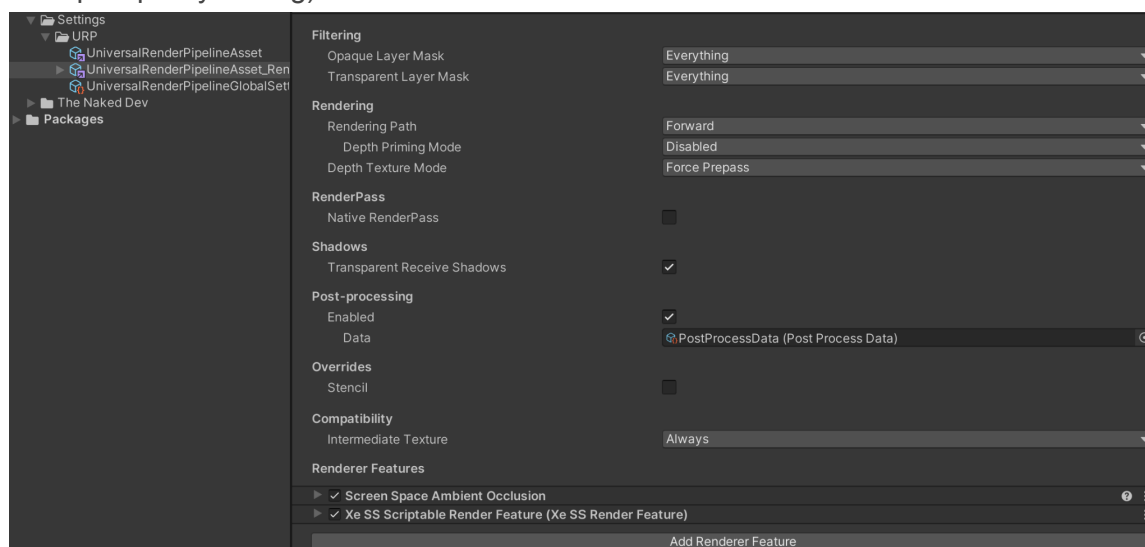 Settings
URP
UniversalRenderPipelineAsset
UniversalRenderPipelineAsset_Ren
UniversalRenderPipelineGlobalSett
The Naked Dev
Packages
Filtering
Opaque Layer Mask Everything
Transparent Layer Mask Everything
Rendering
Rendering Path Forward
Depth Priming Mode Disabled
Depth Texture Mode Force Prepass
RenderPass
Native RenderPass
Shadows
Transparent Receive Shadows
Post-processing
Enabled
Data PostProcessData (Post Process Data)
Overrides
Stencil
Compatibility
Intermediate Texture Always
Renderer Features
Screen Space Ambient Occlusion
Xe SS Scriptable Render Feature (Xe SS Render Feature)
Add Renderer Feature